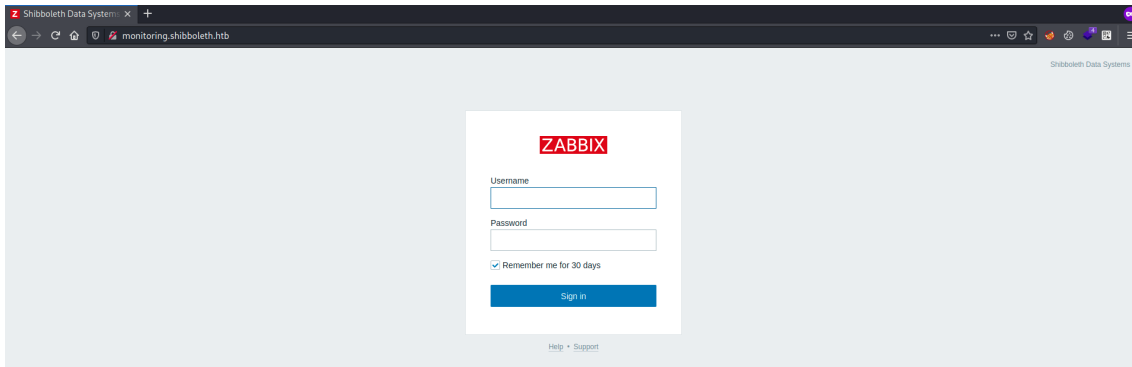 Z Shibboleth Data Systems
monitoring.shibboleth.htb
Shibboleth Data Systems
ZABBIX
Username
Password
Remember me for 30 days
Sign in
Help • Support